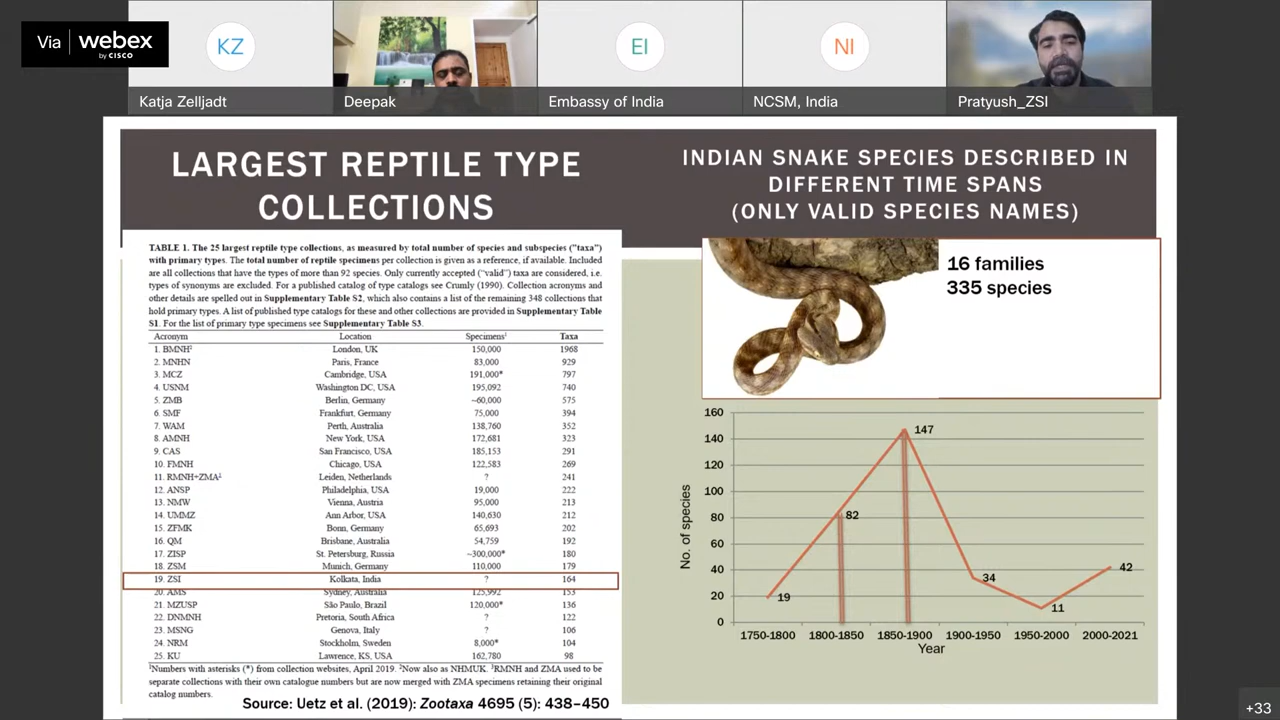 Via webex
by CISCO
KZ
EI
NI
Katja Zelljadt
Deepak
Embassy of India
NCSM, India
Pratyush_ZSI
LARGEST REPTILE TYPE
COLLECTIONS
TABLE 1. The 25 largest reptile type collections, as measured by total number of species and subspecies ("taxa")
with primary types. The total number of reptile specimens per collection is given as a reference, if available. Included
are all collections that have the types of more than 92 species. Only currently accepted ("valid") taxa are considered, i.e.
types of synonyms are excluded. For a published catalog of type catalogs see Crumly (1990). Collection acronyms and
other details are spelled out in Supplementary Table S2, which also contains a list of the remaining 348 collections that
hold primary types. A list of published type catalogs for these and other collections are provided in Supplementary Table
S1. For the list of primary type specimens see Supplementary Table S3.
Acronym Location Specimens¹ Taxa
1. BMNH² London, UK 150,000 1968
2. MNHN Paris, France 83,000 929
3. MCZ Cambridge, USA 191,000* 797
4. USNM Washington DC, USA 195,092 740
5. ZMB Berlin, Germany ~60,000 575
6. SMF Frankfurt, Germany 75,000 394
7. WAM Perth, Australia 138,760 352
8. AMNH New York, USA 172,681 323
9. CAS San Francisco, USA 185,153 291
10. FMNH Chicago, USA 122,583 269
11. RMNH+ZMA³ Leiden, Netherlands ? 241
12. ANSP Philadelphia, USA 19,000 222
13. NMW Vienna, Austria 95,000 213
14. UMMZ Ann Arbor, USA 140,630 212
15. ZFMK Bonn, Germany 65,693 202
16. QM Brisbane, Australia 54,759 192
17. ZISP St. Petersburg, Russia ~300,000* 180
18. ZSM Munich, Germany 110,000 179
19. ZSI Kolkata, India ? 164
20. AMS Sydney, Australia 125,992 153
21. MZUSP São Paulo, Brazil 120,000* 136
22. DNMNH Pretoria, South Africa ? 122
23. MSNG Genova, Italy ? 106
24. NRM Stockholm, Sweden 8,000* 104
25. KU Lawrence, KS, USA 162,780 98
¹Numbers with asterisks (*) from collection websites, April 2019. ²Now also as NHMUK. ³RMNH and ZMA used to be
separate collections with their own catalogue numbers but are now merged with ZMA specimens retaining their original
catalog numbers.
Source: Uetz et al. (2019): Zootaxa 4695 (5): 438–450
INDIAN SNAKE SPECIES DESCRIBED IN
DIFFERENT TIME SPANS
(ONLY VALID SPECIES NAMES)
16 families
335 species
No. of species
160
140
120
100
80
60
40
20
0
19
82
147
34
11
42
1750-1800 1800-1850 1850-1900 1900-1950 1950-2000 2000-2021
Year
+33